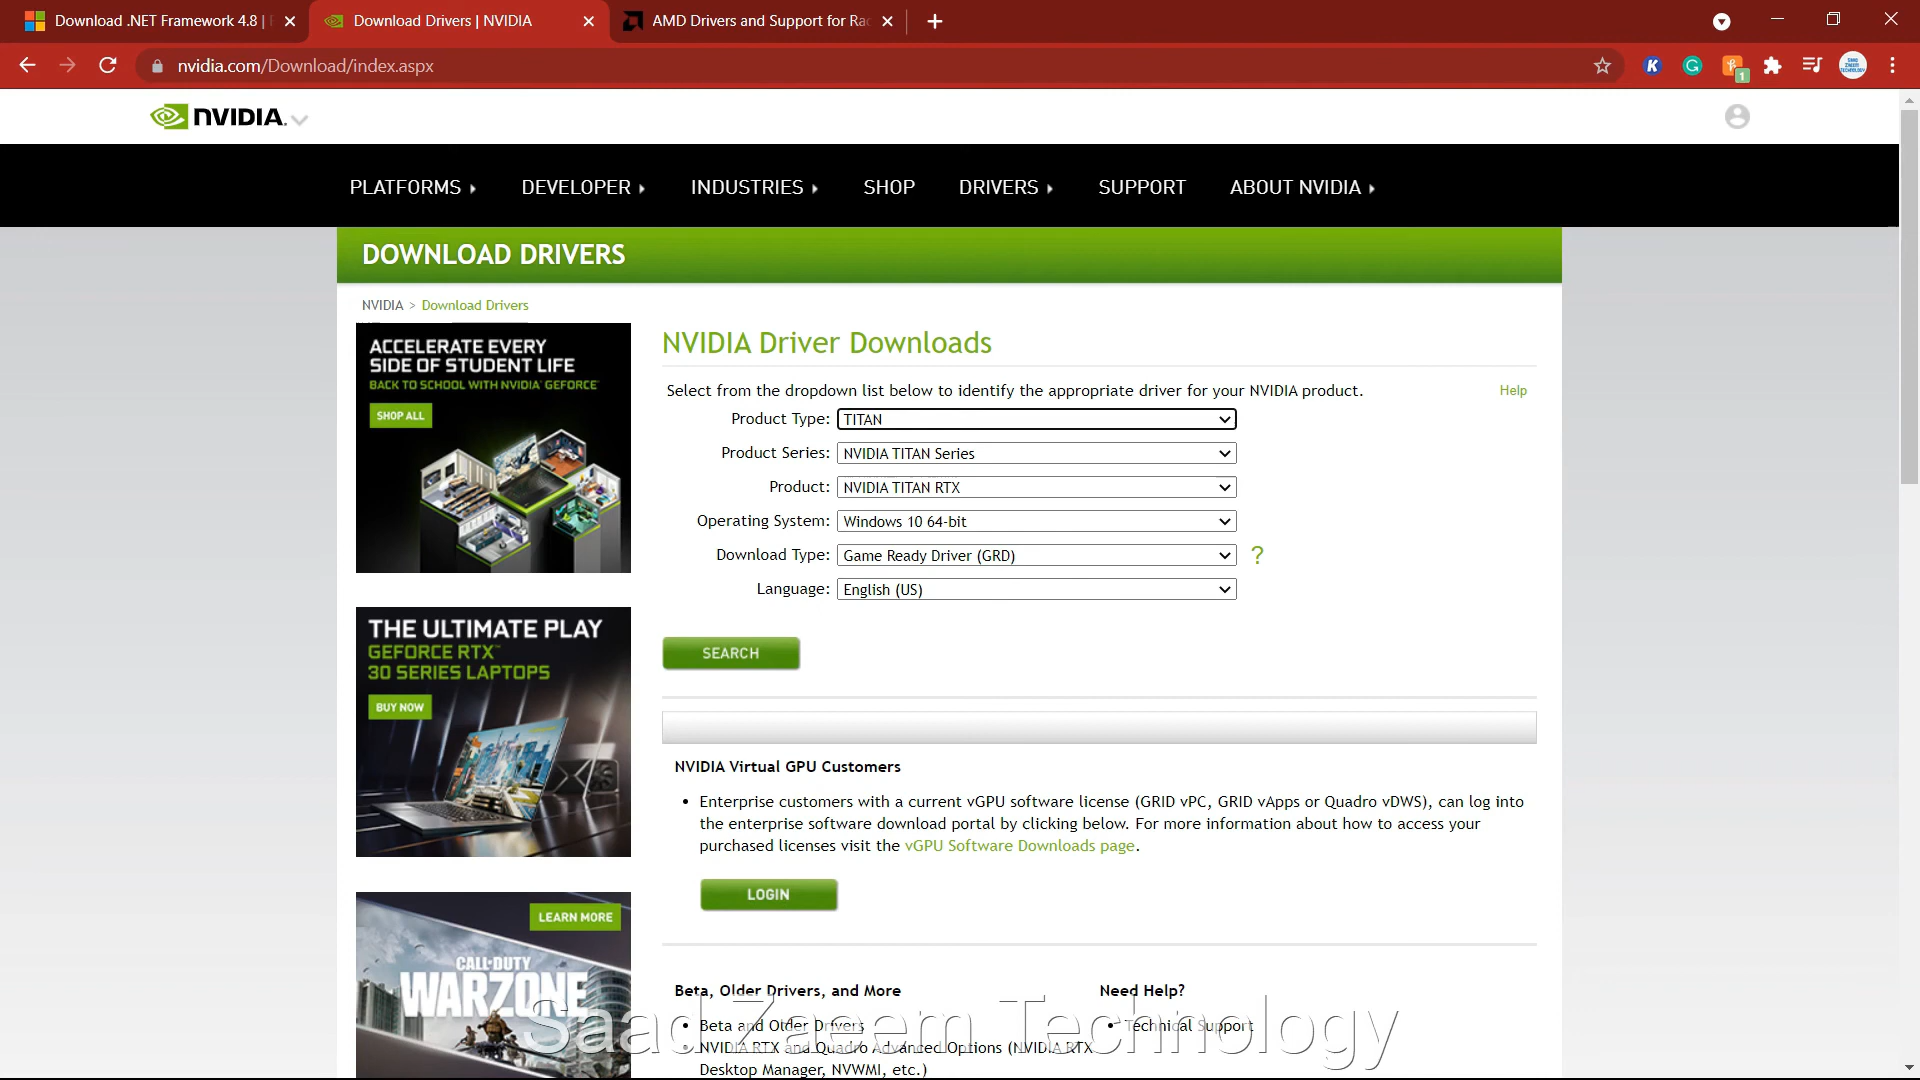 Download .NET Framework 4.8 |
Download Drivers | NVIDIA
AMD Drivers and Support for Ra
nvidia.com/Download/index.aspx
1
NVIDIA.
PLATFORMS
DEVELOPER
INDUSTRIES
SHOP
DRIVERS
SUPPORT
ABOUT NVIDIA
DOWNLOAD DRIVERS
NVIDIA > Download Drivers
ACCELERATE EVERY
SIDE OF STUDENT LIFE
BACK TO SCHOOL WITH NVIDIA® GEFORCE®
SHOP ALL
THE ULTIMATE PLAY
GEFORCE RTX™
30 SERIES LAPTOPS
BUY NOW
LEARN MORE
CALL·DUTY
WARZONE
NVIDIA Driver Downloads
Select from the dropdown list below to identify the appropriate driver for your NVIDIA product.
Help
Product Type: TITAN
Product Series: NVIDIA TITAN Series
Product: NVIDIA TITAN RTX
Operating System: Windows 10 64-bit
Download Type: Game Ready Driver (GRD) ?
Language: English (US)
SEARCH
NVIDIA Virtual GPU Customers
• Enterprise customers with a current vGPU software license (GRID vPC, GRID vApps or Quadro vDWS), can log into
the enterprise software download portal by clicking below. For more information about how to access your
purchased licenses visit the vGPU Software Downloads page.
LOGIN
Beta, Older Drivers, and More
• Beta and Older Drivers
• NVIDIA RTX and Quadro Advanced Options (NVIDIA RTX
Desktop Manager, NVWMI, etc.)
Need Help?
• Technical Support
Saad Zaeem Technology